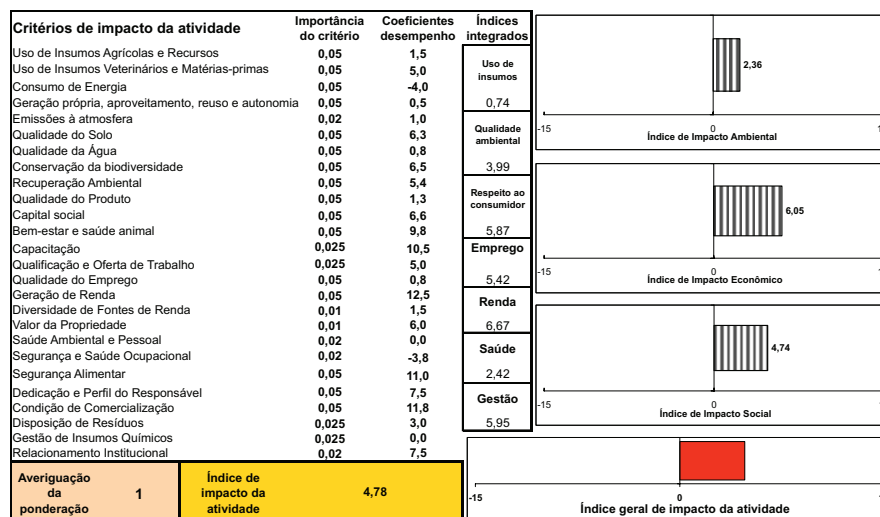 Critérios de impacto da atividade Importância do critério Coeficientes desempenho Índices integrados
Uso de Insumos Agrícolas e Recursos 0,05 1,5
Uso de Insumos Veterinários e Matérias-primas 0,05 5,0
Consumo de Energia 0,05 -4,0
Geração própria, aproveitamento, reuso e autonomia 0,05 0,5
Emissões à atmosfera 0,02 1,0
Qualidade do Solo 0,05 6,3
Qualidade da Água 0,05 0,8
Conservação da biodiversidade 0,05 6,5
Recuperação Ambiental 0,05 5,4
Qualidade do Produto 0,05 1,3
Capital social 0,05 6,6
Bem-estar e saúde animal 0,05 9,8
Capacitação 0,025 10,5
Qualificação e Oferta de Trabalho 0,025 5,0
Qualidade do Emprego 0,05 0,8
Geração de Renda 0,05 12,5
Diversidade de Fontes de Renda 0,01 1,5
Valor da Propriedade 0,01 6,0
Saúde Ambiental e Pessoal 0,02 0,0
Segurança e Saúde Ocupacional 0,02 -3,8
Segurança Alimentar 0,05 11,0
Dedicação e Perfil do Responsável 0,05 7,5
Condição de Comercialização 0,05 11,8
Disposição de Resíduos 0,025 3,0
Gestão de Insumos Químicos 0,025 0,0
Relacionamento Institucional 0,02 7,5
Uso de
insumos
0,74
Qualidade
ambiental
3,99
Respeito ao
consumidor
5,87
Emprego
5,42
Renda
6,67
Saúde
2,42
Gestão
5,95
Averiguação
da
ponderação
1
Índice de
impacto da
atividade
4,78
2,36
-15 0 1
Índice de Impacto Ambiental
6,05
-15 0 1
Índice de Impacto Econômico
4,74
-15 0 1
Índice de Impacto Social
-15 0 1
Índice geral de impacto da atividade